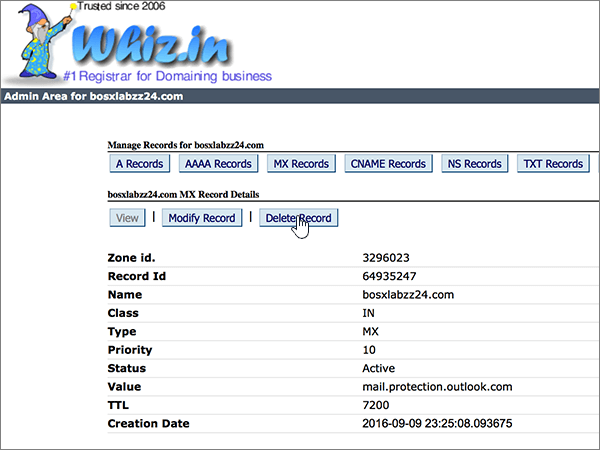 Trusted since 2006
Whiz.in
#1 Registrar for Domaining business
Admin Area for bosxlabzz24.com
Manage Records for bosxlabzz24.com
A Records AAAA Records MX Records CNAME Records NS Records TXT Records
bosxlabzz24.com MX Record Details
View | Modify Record | Delete Record
Zone id. 3296023
Record Id 64935247
Name bosxlabzz24.com
Class IN
Type MX
Priority 10
Status Active
Value mail.protection.outlook.com
TTL 7200
Creation Date 2016-09-09 23:25:08.093675